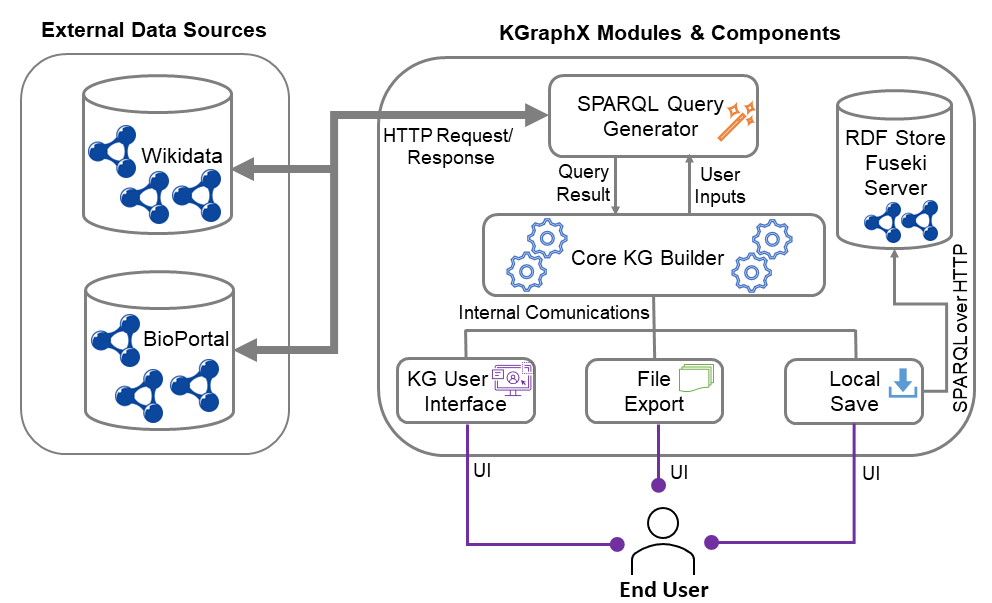 External Data Sources
KGraphX Modules & Components
Wikidata
BioPortal
HTTP Request/
Response
SPARQL Query
Generator
Query
Result
User
Inputs
RDF Store
Fuseki
Server
Core KG Builder
Internal Comunications
SPARQL over HTTP
KG User
Interface
File
Export
Local
Save
UI
UI
UI
End User